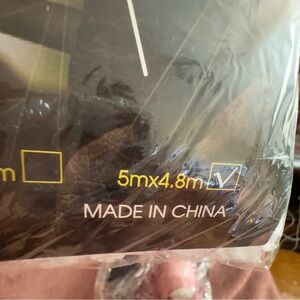 m ☐ 5mx4.8m ☑
MADE IN CHINA